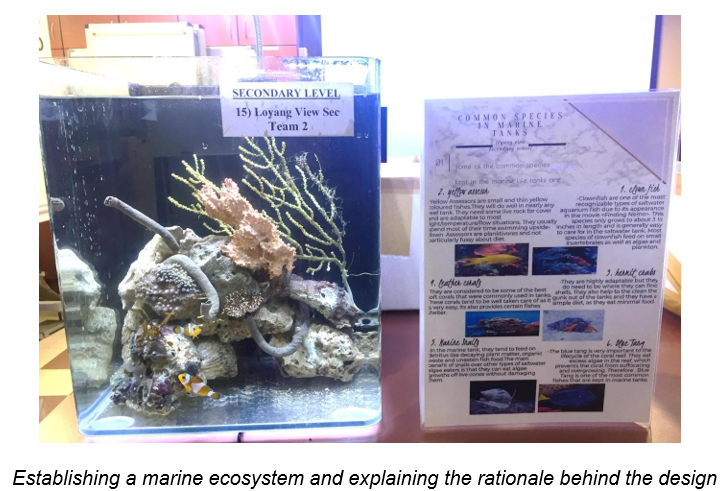 SECONDARY LEVEL
15) Loyang View Sec
Team 2
COMMON SPECIES
IN MARINE
TANKS
secondary school
01
Some of the common species
kept in the marine
tanks are:
1. clown fish
-Clownfish are one of the most
recognizable types of saltwater
aquarium fish due to its appearance
in the movie <Finding Nemo>. This
species only grows to about 3
inches in length and is generally easy
to care for in the saltwater tank. Most
species of clownfish feed on small
invertebrates as well as algae and
plankton.
2. yellow assessor
Yellow Assessors are small and thin yellow
coloured fishes.They will do well in nearly any
reef tank. They need some live rock for cover
and are adaptable to most
light/temperature/flow situations. They usually
spend most of their time swimming upside-
down. Assessors are planktivores and not
particularly fussy about diet.
3. hermit crabs
-They are highly adaptable but they
do need to be where they can find
shells. They also help to clean the
gunk out of the tanks and they have a
simple diet, as they eat minimal food
4. leather corals
They are considered to be some of the best
soft corals that were commonly used in tanks.
These corals tend to be well taken care of as it
is very easy. Its also provides certain fishes
shelter.
5. Marine snails
In the marine tank, they tend to feed on
detritus like decaying plant matter, organic
waste and uneaten fish food.The main
benefit of snails over other types of saltwater
algae eaters is that they can eat algae
growths off live corals without damaging
them.
6. Blue Tang
-The blue tang is very important to the
lifecycle of the coral reef. They eat
excess algae in the reef, which
prevents the coral from suffocating
and overgrowing. Therefore , Blue
Tang is one of the most common
fishes that are kept in marine tanks.
Establishing a marine ecosystem and explaining the rationale behind the design